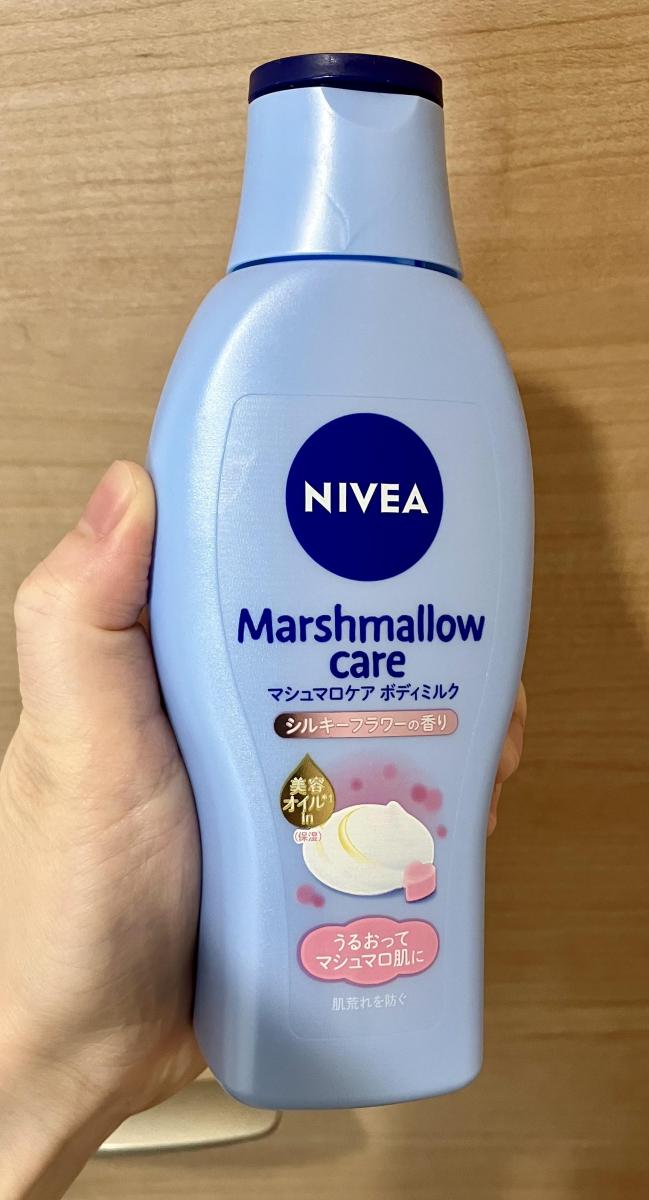 NIVEA
Marshmallow
care
マシュマロケア ボディミルク
シルキーフラワーの香り
美容
オイル*1
in
(保湿)
うるおって
マシュマロ肌に
肌荒れを防ぐ